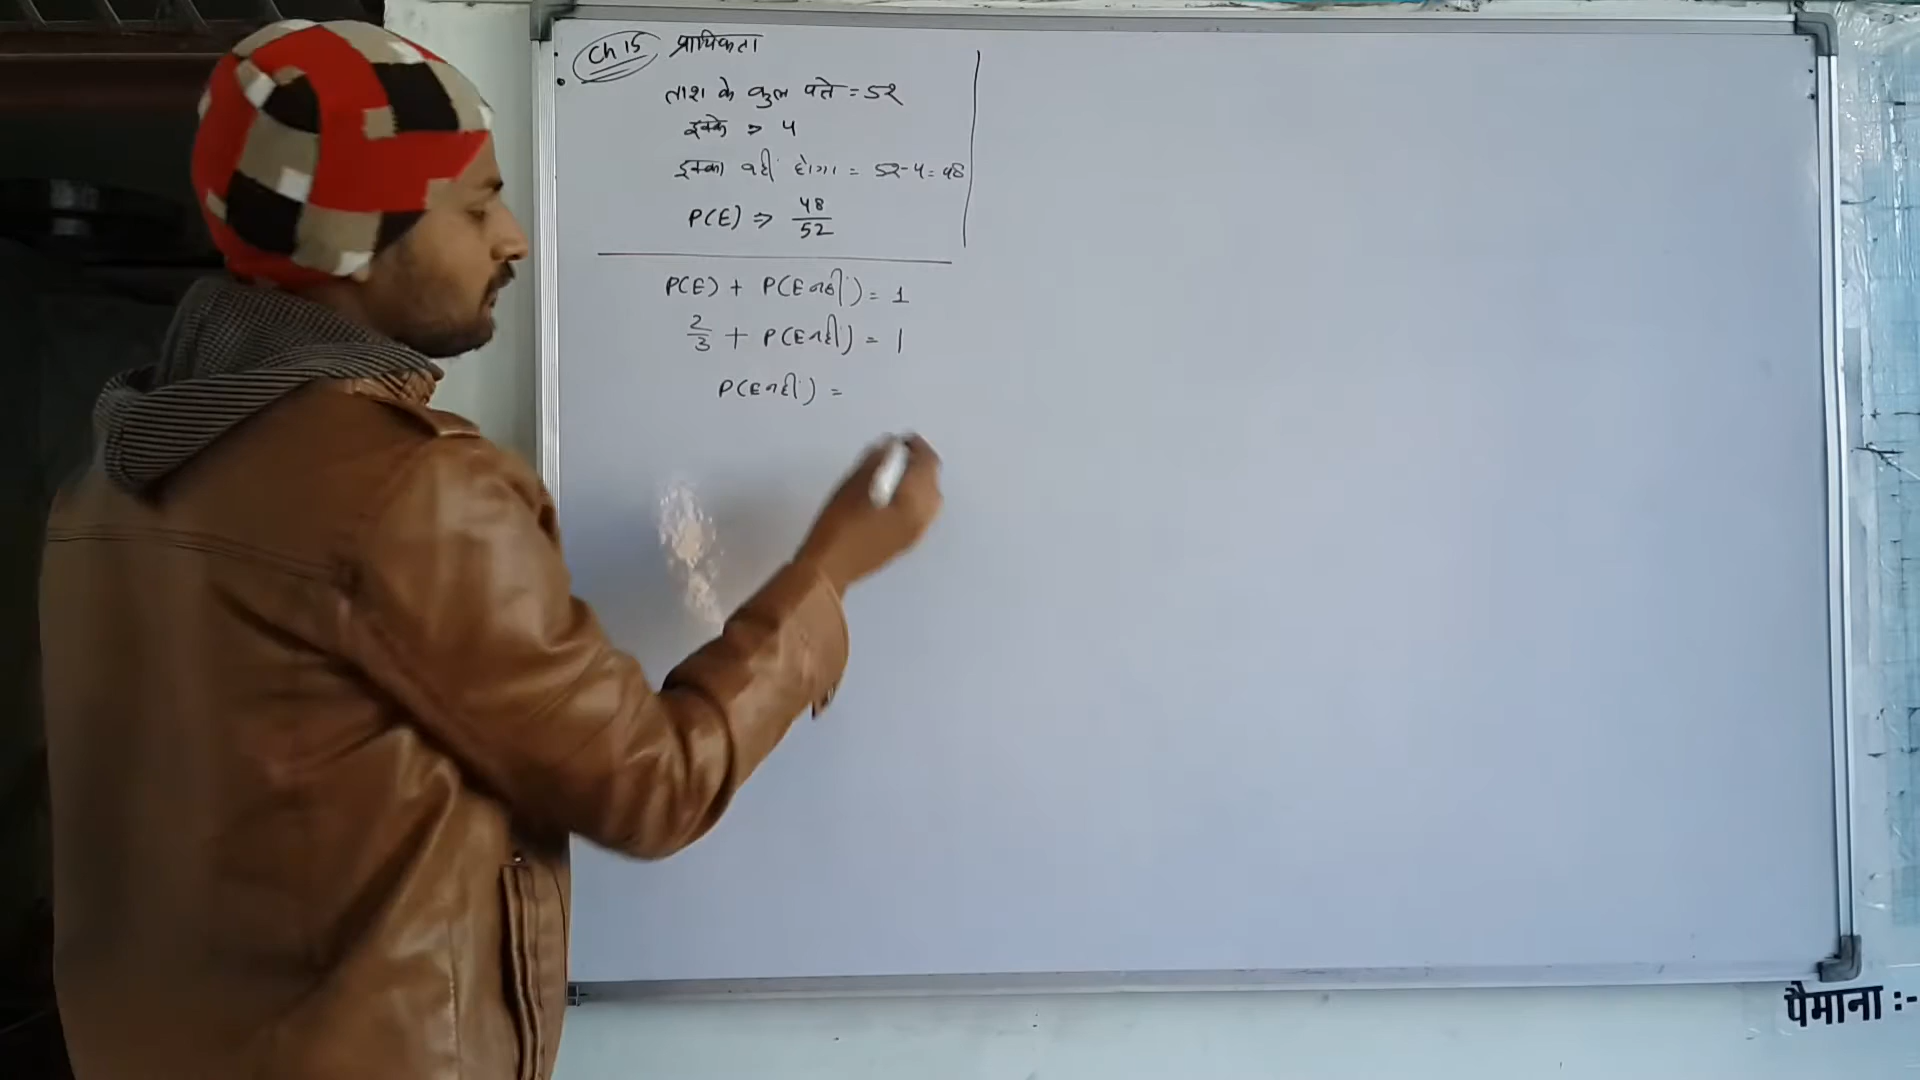 Ch 15 प्रायिकता
ताश के कुल पत्ते = 52
इक्के ⇒ 4
इक्का नहीं होगा = 52-4=48
P(E) ⇒ 48/52
P(E) + P(E नहीं) = 1
2/3 + P(E नहीं) = 1
P(E नहीं) =
पैमाना :-